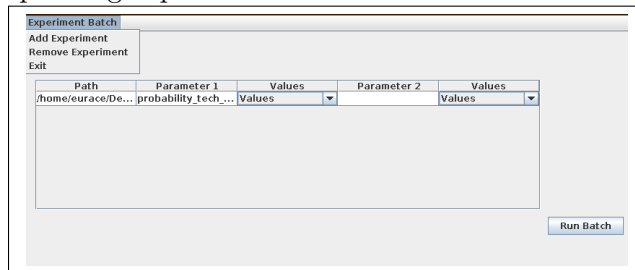 Experiment Batch
Add Experiment
Remove Experiment
Exit
Path Parameter 1 Values Parameter 2 Values
/home/eurace/De... probability_tech_... Values Values
Run Batch